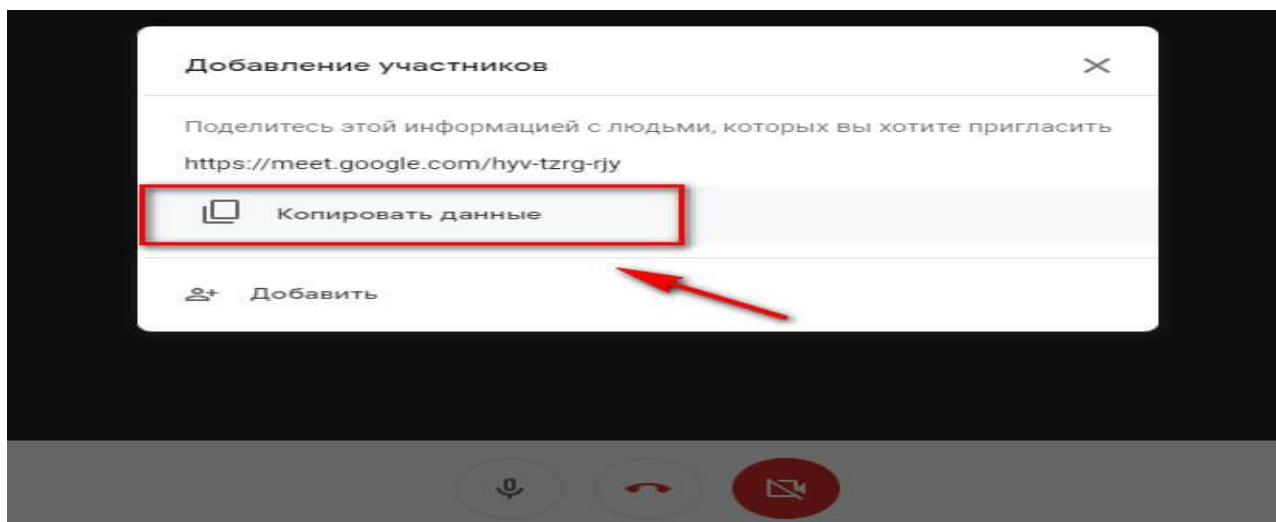 Добавление участников
Поделитесь этой информацией с людьми, которых вы хотите пригласить
https://meet.google.com/hyv-tzrg-rjy
Копировать данные
Добавить